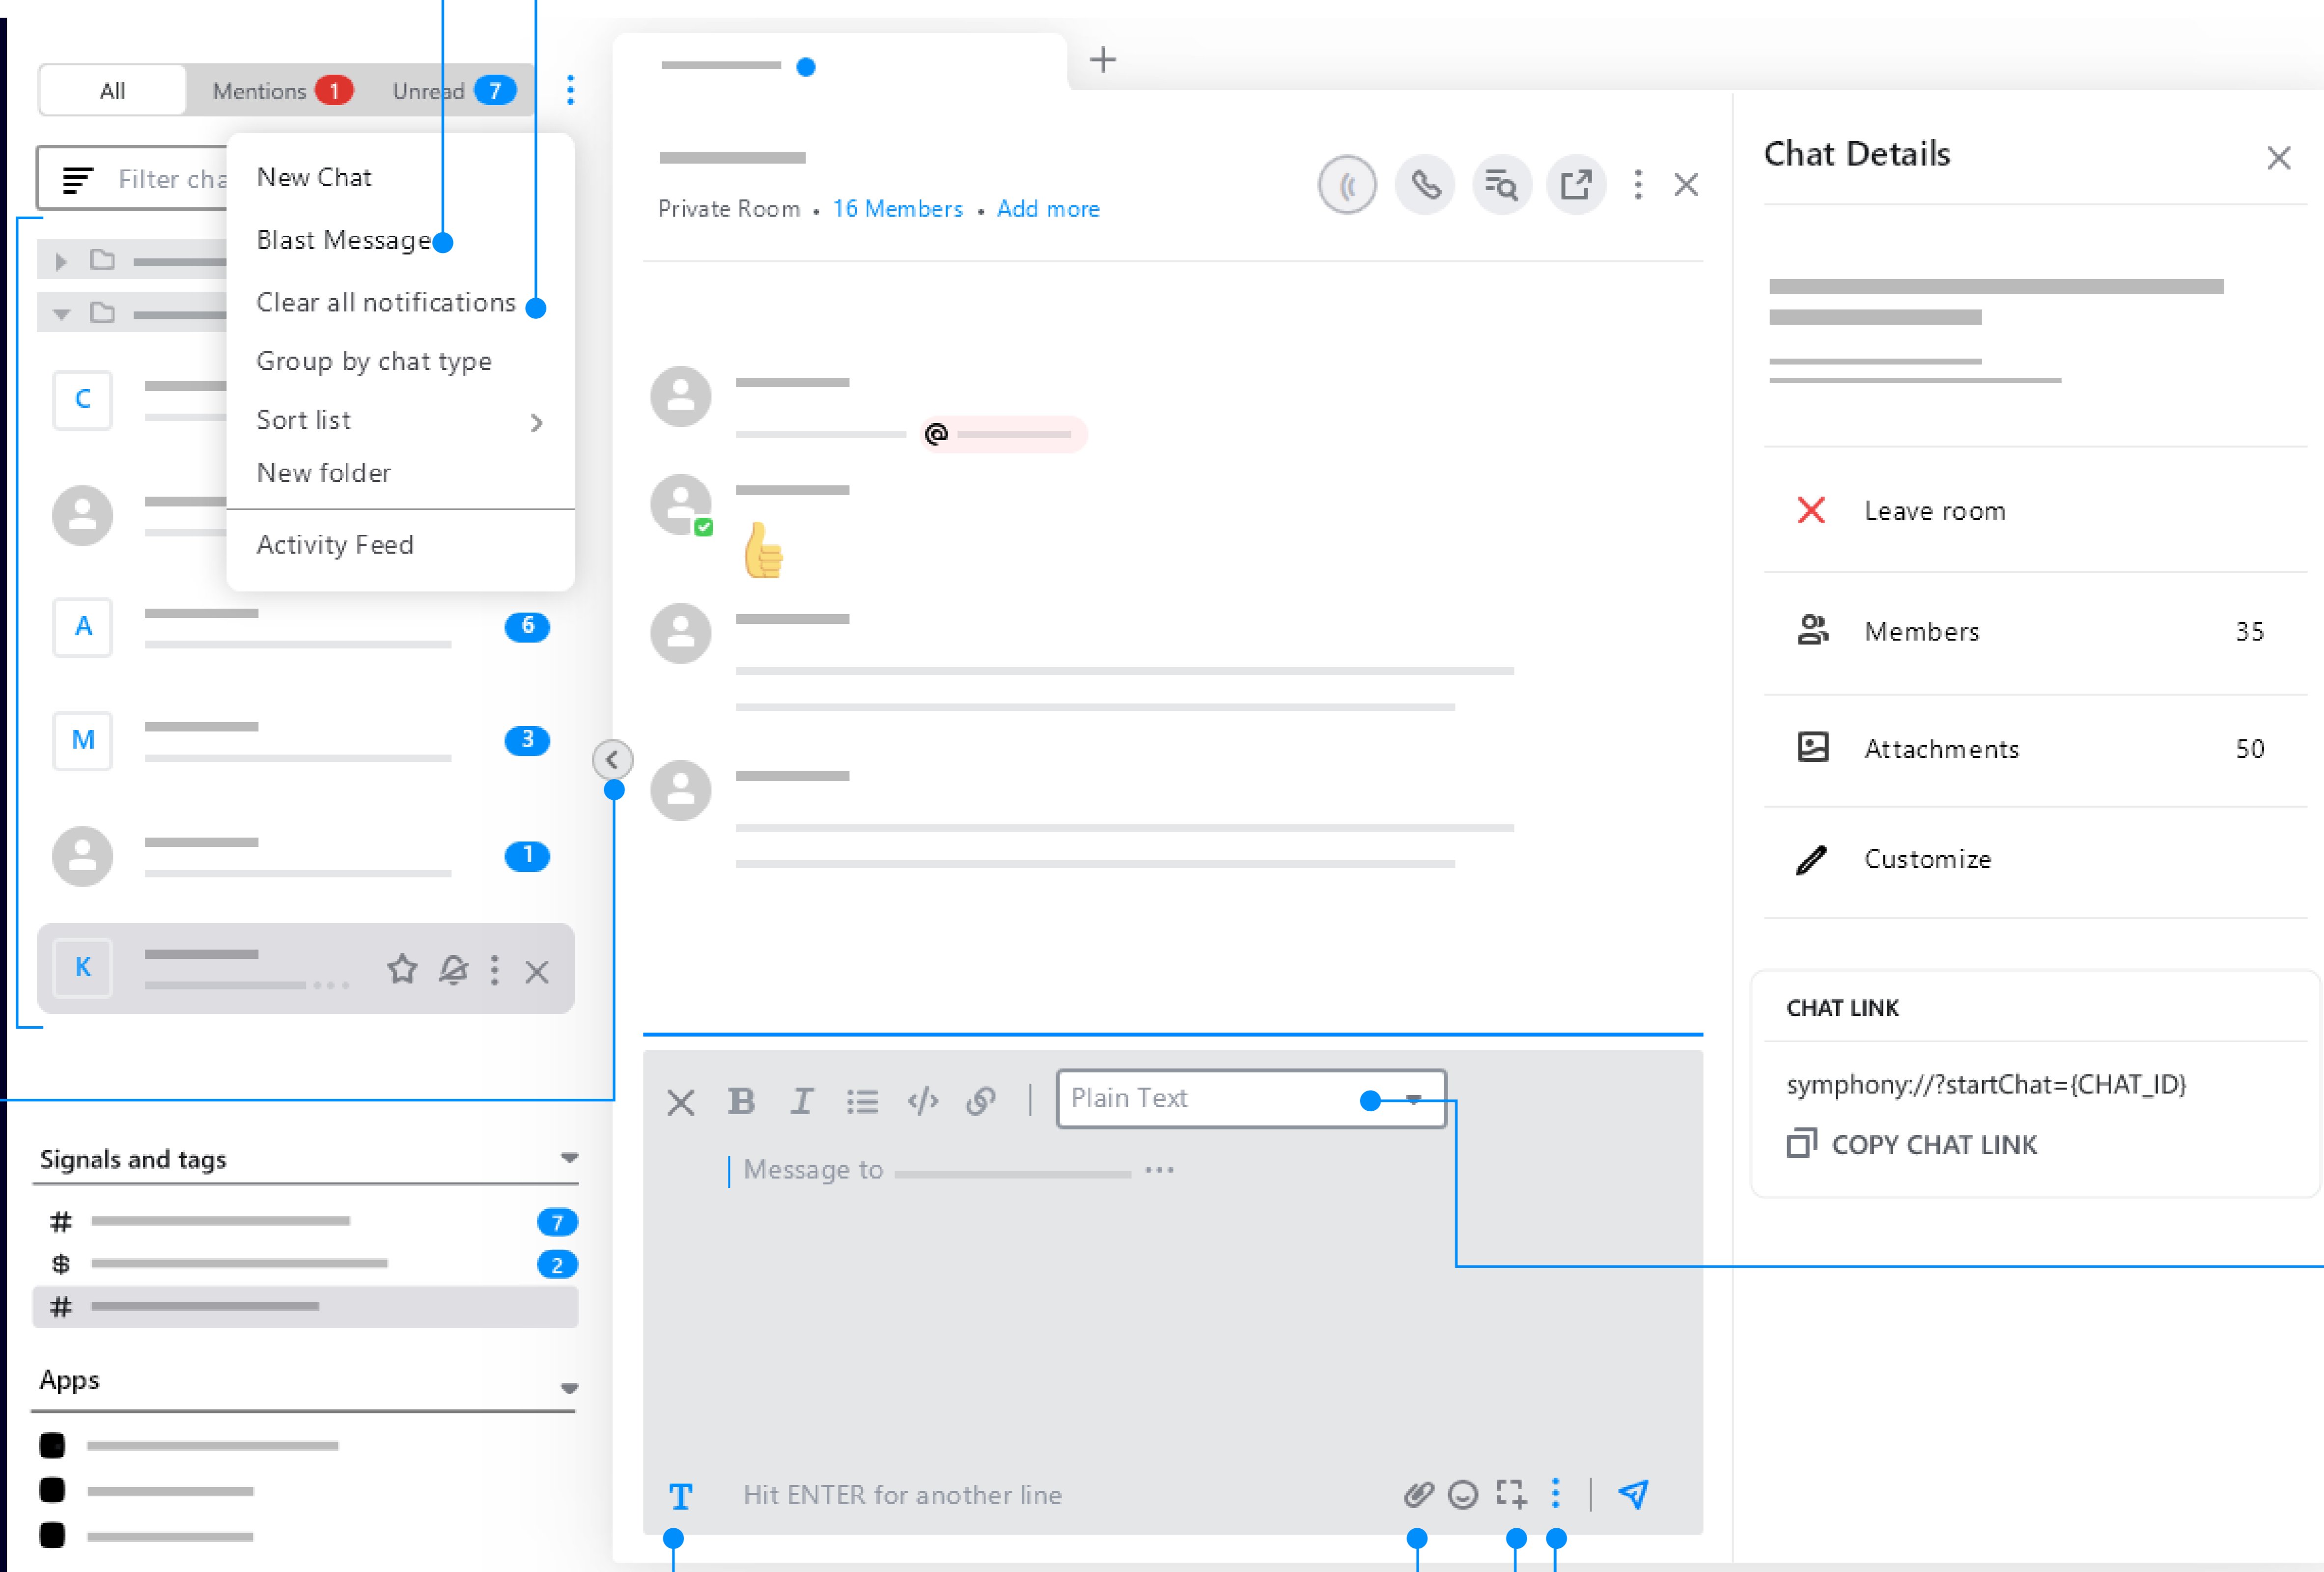 All
Mentions 1
Unread 7
Filter cha
New Chat
Blast Message
Clear all notifications
Group by chat type
Sort list
New folder
Activity Feed
C
A
6
M
3
1
K
Signals and tags
# 7
$ 2
#
Apps
Private Room • 16 Members • Add more
@
Plain Text
Message to ...
T Hit ENTER for another line
B I </>
Chat Details
Leave room
Members 35
Attachments 50
Customize
CHAT LINK
symphony://?startChat={CHAT_ID}
COPY CHAT LINK